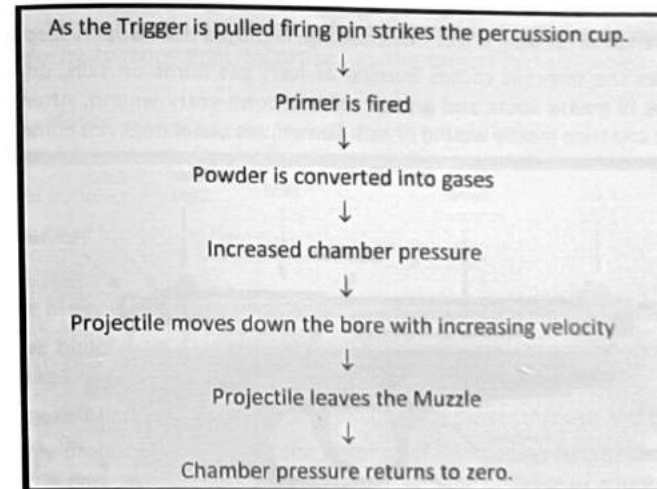 As the Trigger is pulled firing pin strikes the percussion cup.
↓
Primer is fired
↓
Powder is converted into gases
↓
Increased chamber pressure
↓
Projectile moves down the bore with increasing velocity
↓
Projectile leaves the Muzzle
↓
Chamber pressure returns to zero.